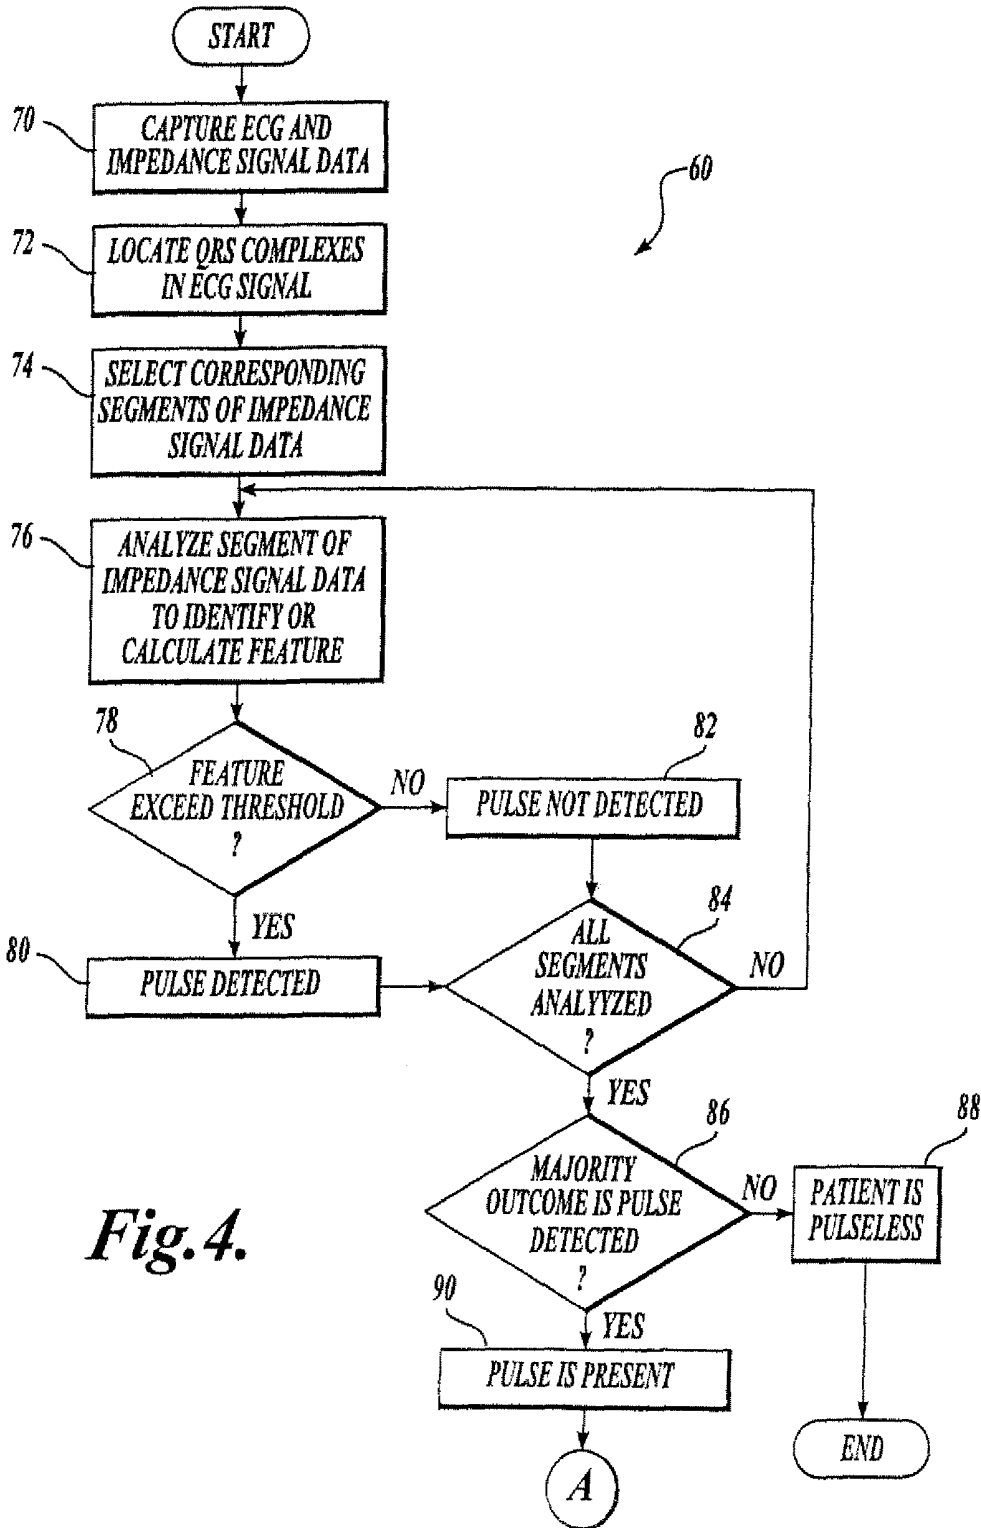 START
70
CAPTURE ECG AND
IMPEDANCE SIGNAL DATA
60
72
LOCATE QRS COMPLEXES
IN ECG SIGNAL
74
SELECT CORRESPONDING
SEGMENTS OF IMPEDANCE
SIGNAL DATA
76
ANALYZE SEGMENT OF
IMPEDANCE SIGNAL DATA
TO IDENTIFY OR
CALCULATE FEATURE
78
FEATURE
EXCEED THRESHOLD
?
NO
82
PULSE NOT DETECTED
YES
80
PULSE DETECTED
84
ALL
SEGMENTS
ANALYYZED
?
NO
YES
86
MAJORITY
OUTCOME IS PULSE
DETECTED
?
NO
88
PATIENT IS
PULSELESS
Fig.4.
YES
90
PULSE IS PRESENT
END
A